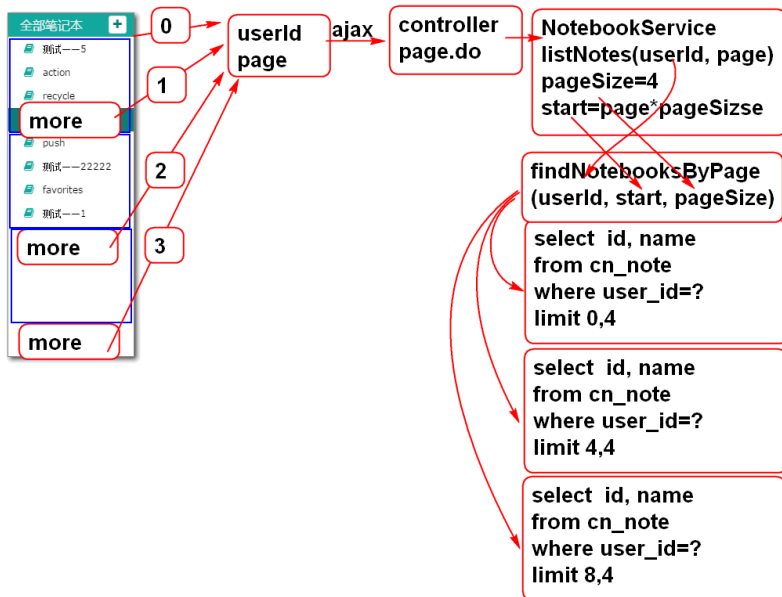 全部笔记本 +
测试——5
action
recycle
more
push
测试——22222
favorites
测试——1
more
more
0
1
2
3
userId
page
ajax
controller
page.do
NotebookService
listNotes(userId, page)
pageSize=4
start=page*pageSizse
findNotebooksByPage
(userId, start, pageSize)
select  id, name
from cn_note
where user_id=?
limit 0,4
select  id, name
from cn_note
where user_id=?
limit 4,4
select  id, name
from cn_note
where user_id=?
limit 8,4